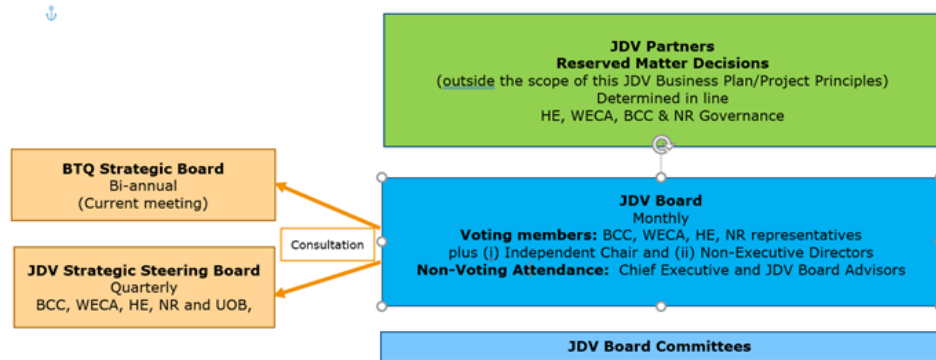 JDV Partners
Reserved Matter Decisions
(outside the scope of this JDV Business Plan/Project Principles)
Determined in line
HE, WECA, BCC & NR Governance
BTQ Strategic Board
Bi-annual
(Current meeting)
Consultation
JDV Strategic Steering Board
Quarterly
BCC, WECA, HE, NR and UOB,
JDV Board
Monthly
Voting members: BCC, WECA, HE, NR representatives
plus (i) Independent Chair and (ii) Non-Executive Directors
Non-Voting Attendance: Chief Executive and JDV Board Advisors
JDV Board Committees